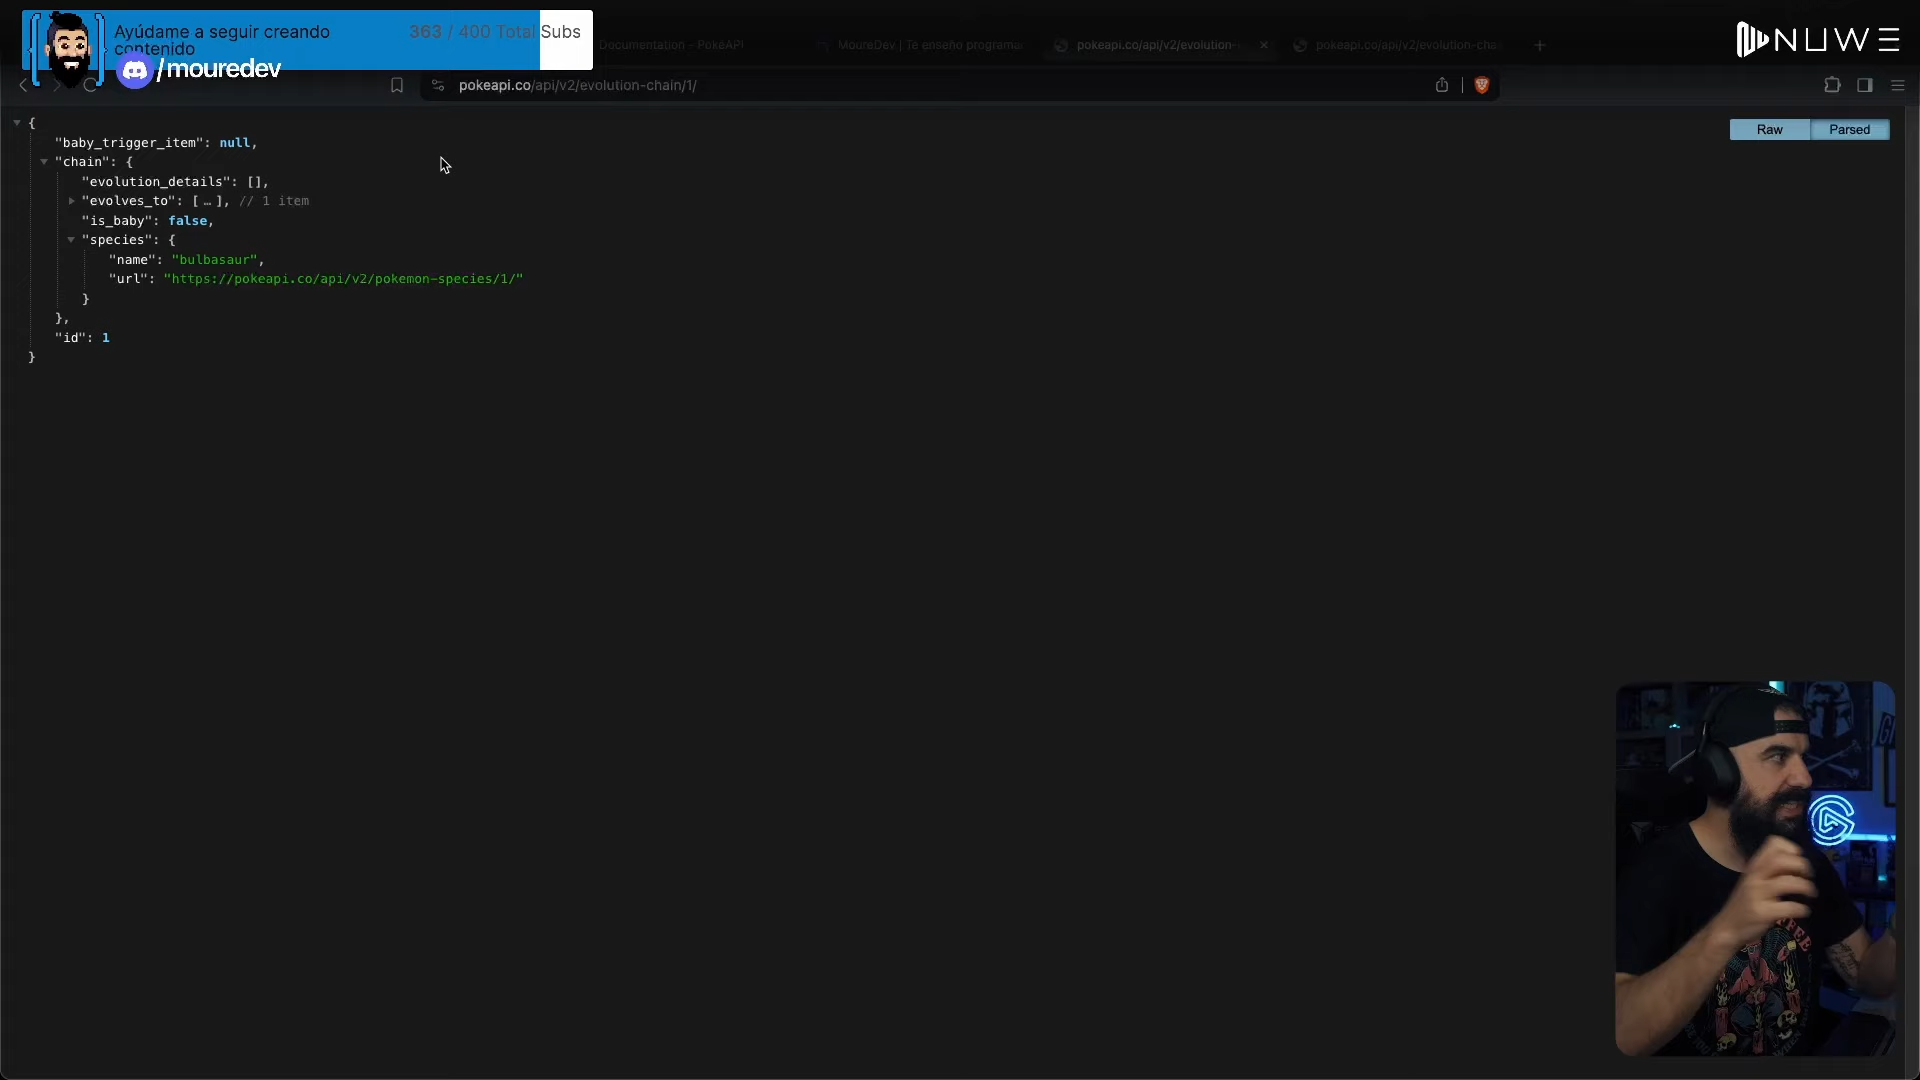 Ayúdame a seguir creando
contenido
363 / 400 Total Subs
/mouredev
Documentation - PokéAPI
MoureDev | Te enseño programa
pokeapi.co/api/v2/evolution-
pokeapi.co/api/v2/evolution-cha
NUWE
pokeapi.co/api/v2/evolution-chain/1/
Raw
Parsed
{
"baby_trigger_item": null,
"chain": {
"evolution_details": [],
"evolves_to": [ … ], // 1 item
"is_baby": false,
"species": {
"name": "bulbasaur",
"url": "https://pokeapi.co/api/v2/pokemon-species/1/"
}
},
"id": 1
}